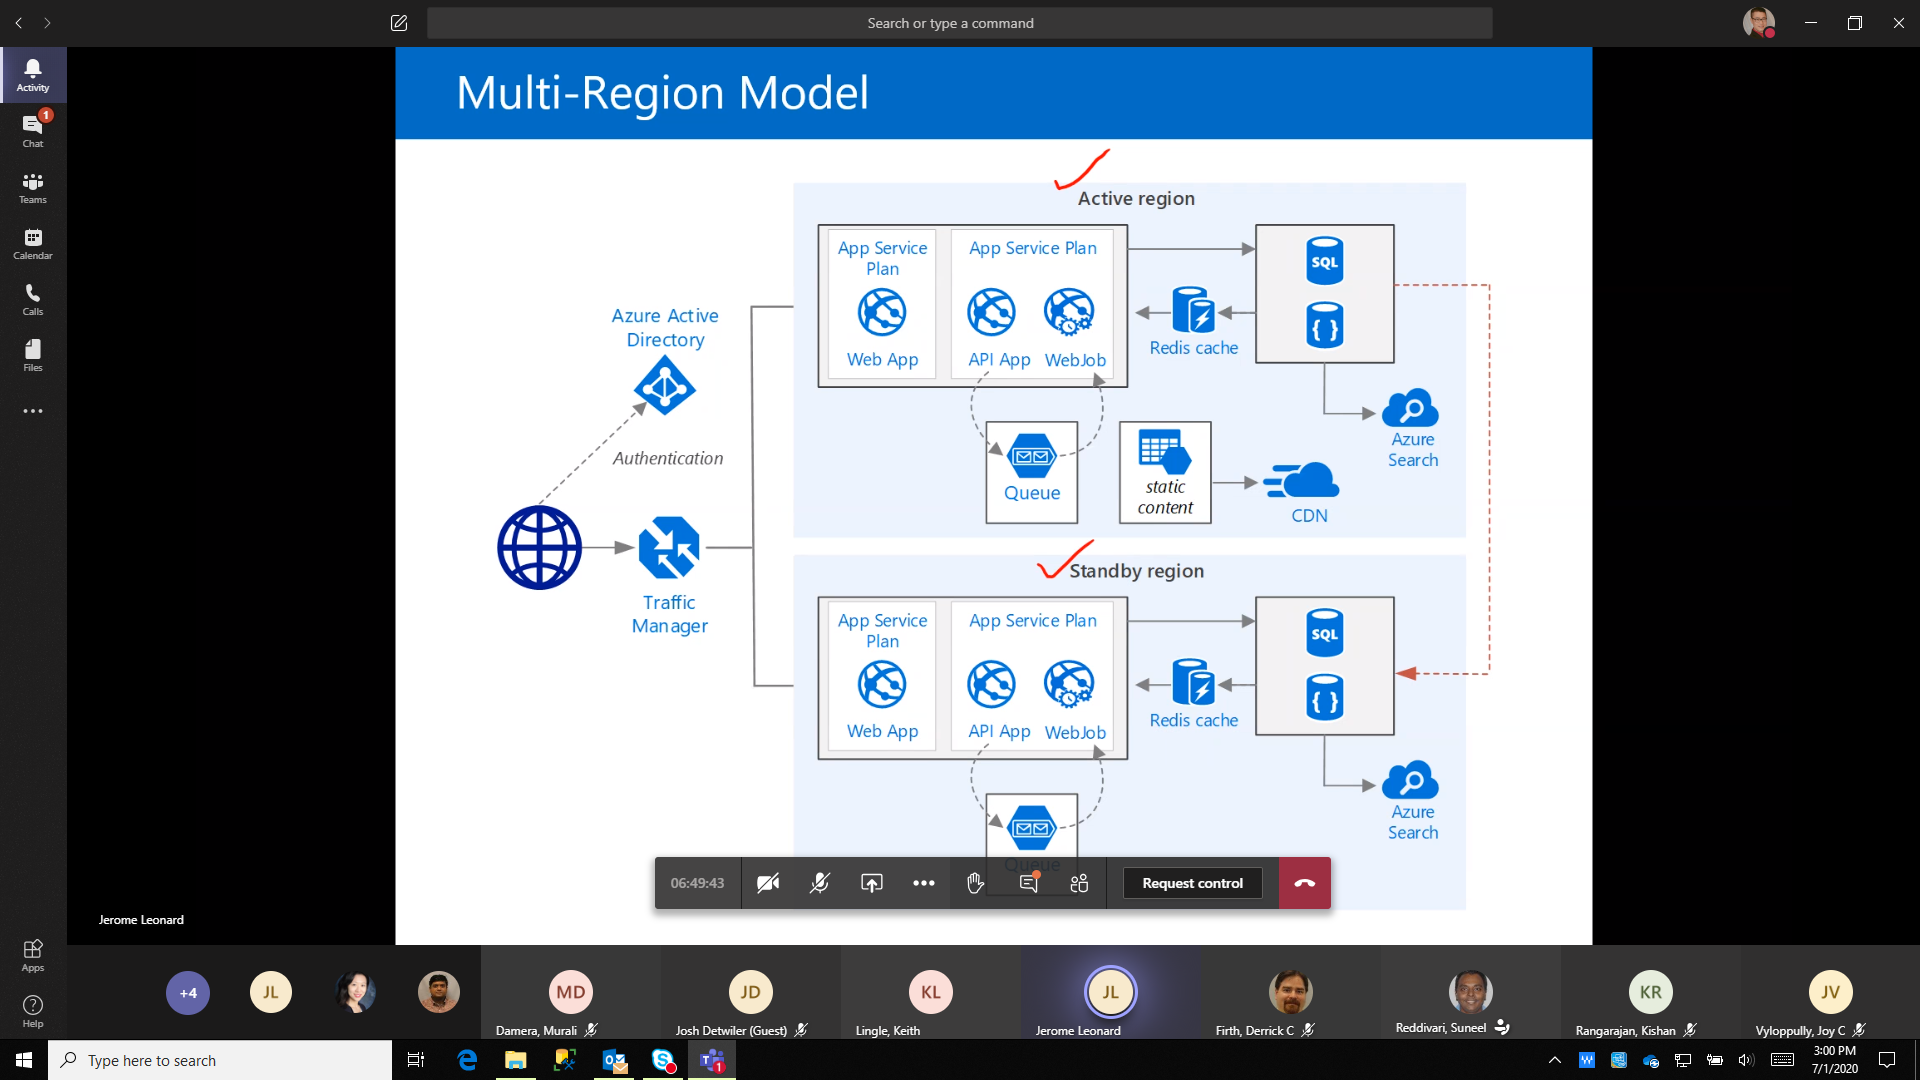 Search or type a command
Activity
1
Chat
Teams
Calendar
Calls
Files
Apps
Help
Multi-Region Model
Active region
App Service
Plan
Web App
App Service Plan
API App
WebJob
SQL
{ }
Redis cache
Azure
Search
Queue
static
content
CDN
Azure Active
Directory
Authentication
Traffic
Manager
Standby region
App Service
Plan
Web App
App Service Plan
API App
WebJob
SQL
{ }
Redis cache
Azure
Search
Queue
06:49:43
Request control
Jerome Leonard
+4
JL
MD
Damera, Murali
JD
Josh Detwiler (Guest)
KL
Lingle, Keith
JL
Jerome Leonard
Firth, Derrick C
Reddivari, Suneel
KR
Rangarajan, Kishan
JV
Vyloppully, Joy C
Type here to search
3:00 PM
7/1/2020